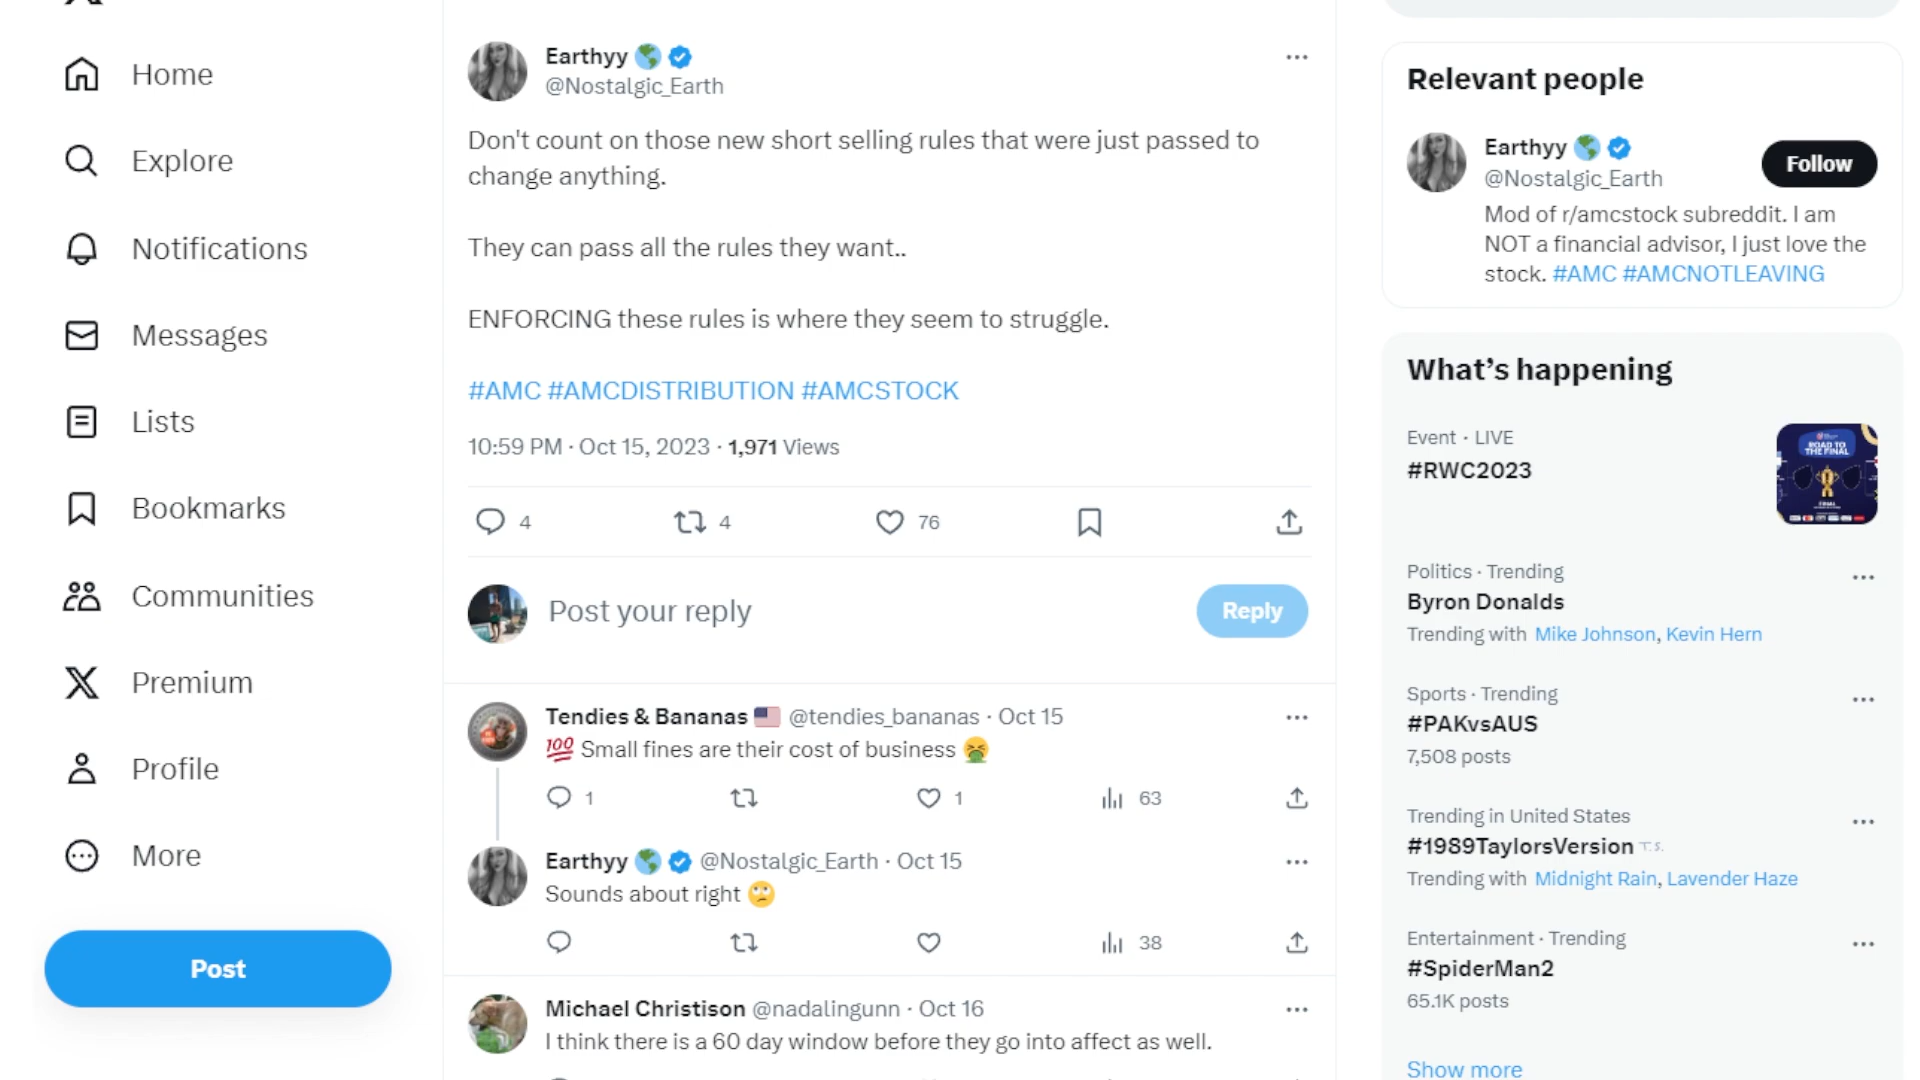 Home
Explore
Notifications
Messages
Lists
Bookmarks
Communities
Premium
Profile
More
Post
Earthyy
@Nostalgic_Earth
Don't count on those new short selling rules that were just passed to
change anything.
They can pass all the rules they want..
ENFORCING these rules is where they seem to struggle.
#AMC #AMCDISTRIBUTION #AMCSTOCK
10:59 PM · Oct 15, 2023 · 1,971 Views
4
4
76
Post your reply
Reply
Tendies & Bananas 🇺🇸 @tendies_bananas · Oct 15
💯 Small fines are their cost of business 🤮
1
1
63
Earthyy 🌎 @Nostalgic_Earth · Oct 15
Sounds about right 🙄
38
Michael Christison @nadalingunn · Oct 16
I think there is a 60 day window before they go into affect as well.
Relevant people
Earthyy
@Nostalgic_Earth
Follow
Mod of r/amcstock subreddit. I am
NOT a financial advisor, I just love the
stock. #AMC #AMCNOTLEAVING
What's happening
Event · LIVE
#RWC2023
ROAD TO
THE FINAL
Politics · Trending
Byron Donalds
Trending with Mike Johnson, Kevin Hern
Sports · Trending
#PAKvsAUS
7,508 posts
Trending in United States
#1989TaylorsVersion T.S.
Trending with Midnight Rain, Lavender Haze
Entertainment · Trending
#SpiderMan2
65.1K posts
Show more